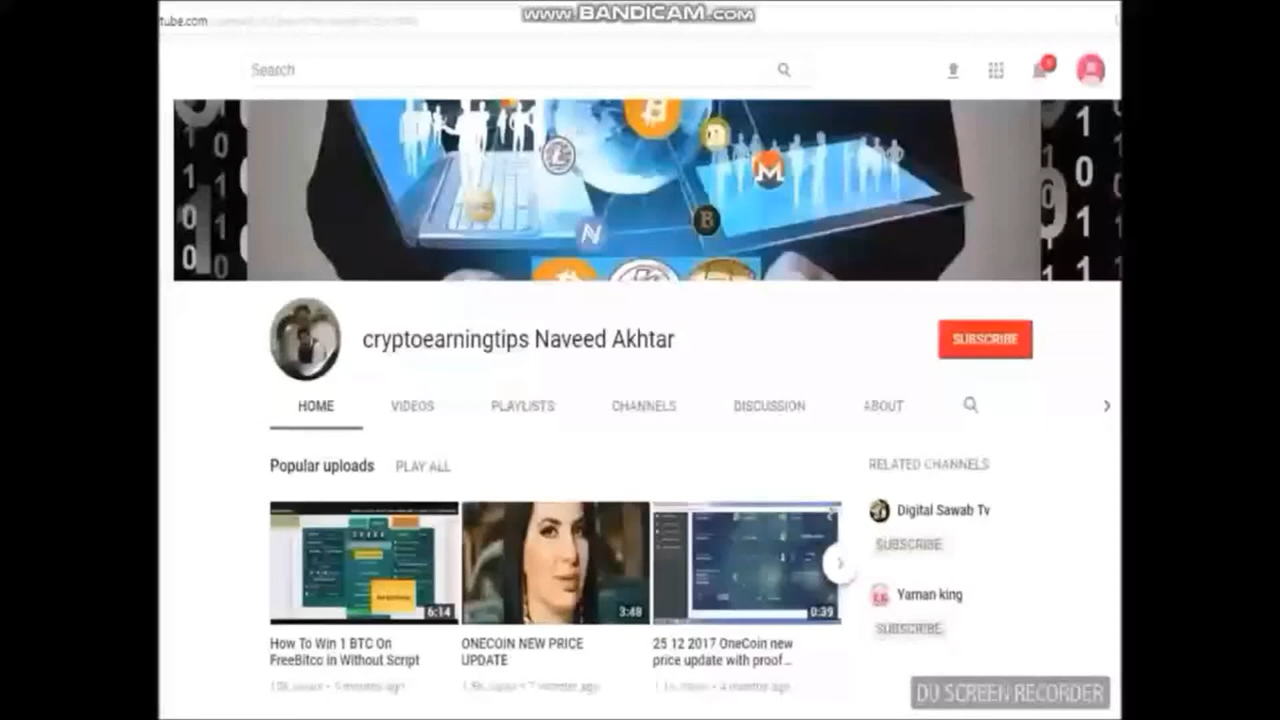 www.BANDICAM.com
tube.com
Search
cryptoearningtips Naveed Akhtar
SUBSCRIBE
HOME VIDEOS PLAYLISTS CHANNELS DISCUSSION ABOUT
Popular uploads PLAY ALL
RELATED CHANNELS
Digital Sawab Tv
SUBSCRIBE
Yaman king
SUBSCRIBE
6:14
3:48
0:39
How To Win 1 BTC On
FreeBitco in Without Script
ONECOIN NEW PRICE
UPDATE
25 12 2017 OneCoin new
price update with proof...
DU SCREEN RECORDER